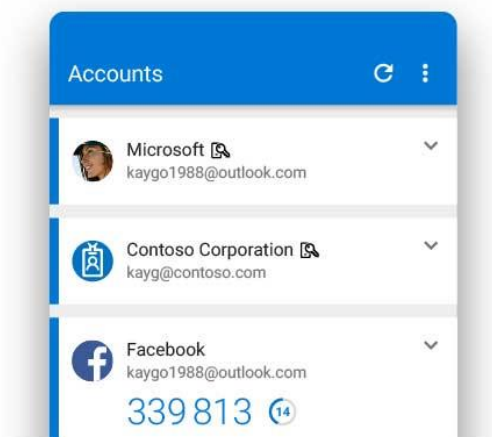 Accounts
Microsoft
kaygo1988@outlook.com
Contoso Corporation
kayg@contoso.com
Facebook
kaygo1988@outlook.com
339 813 14